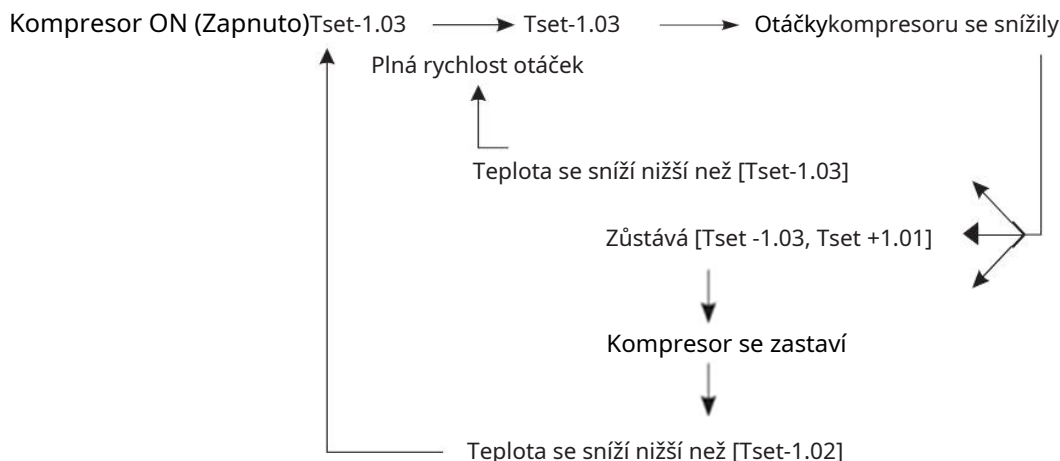 Kompresor ON (Zapnuto)Tset-1.03 Tset-1.03 Otáčkykompresoru se snížily
Plná rychlost otáček
Teplota se sníží nižší než [Tset-1.03]
Zůstává [Tset -1.03, Tset +1.01]
Kompresor se zastaví
Teplota se sníží nižší než [Tset-1.02]